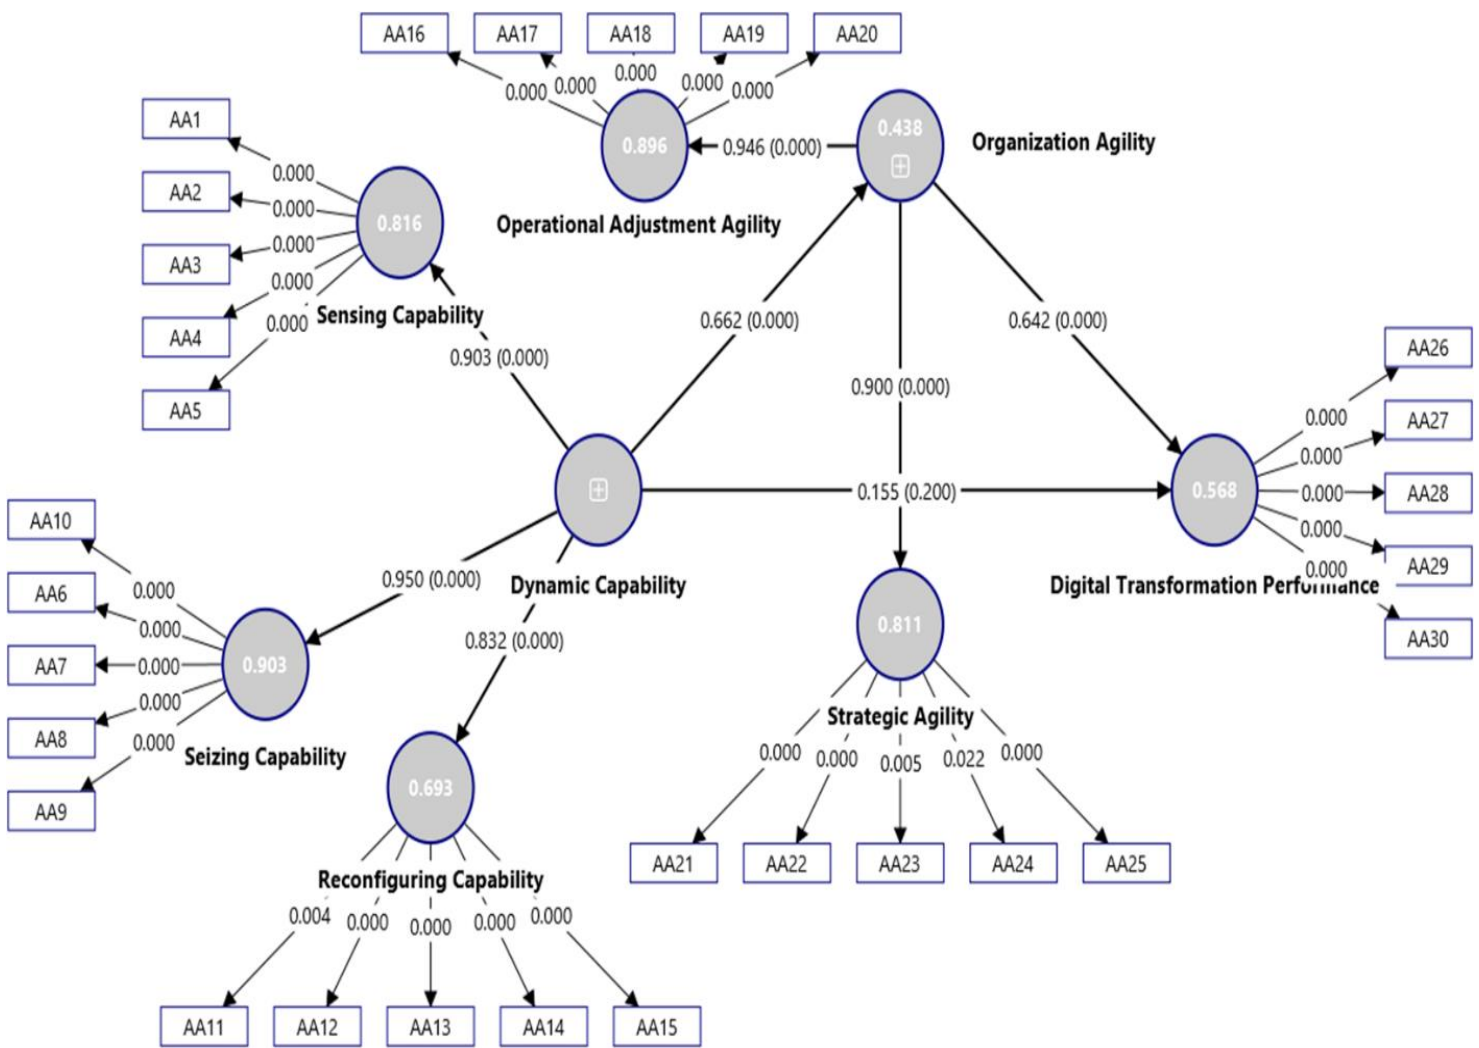 AA16
AA17
AA18
AA19
AA20
0.000
0.000
0.000
0.000
0.000
0.896
0.946 (0.000)
0.438
Organization Agility
Operational Adjustment Agility
AA1
AA2
AA3
AA4
AA5
0.000
0.000
0.000
0.000
0.000
0.816
Sensing Capability
0.903 (0.000)
0.662 (0.000)
0.642 (0.000)
0.900 (0.000)
0.155 (0.200)
AA26
AA27
AA28
AA29
AA30
0.000
0.000
0.000
0.000
0.000
0.568
Digital Transformation Performance
Dynamic Capability
0.950 (0.000)
0.832 (0.000)
AA10
AA6
AA7
AA8
AA9
0.000
0.000
0.000
0.000
0.000
0.903
Seizing Capability
0.693
Reconfiguring Capability
0.004
0.000
0.000
0.000
0.000
AA11
AA12
AA13
AA14
AA15
0.811
Strategic Agility
0.000
0.000
0.005
0.022
0.000
AA21
AA22
AA23
AA24
AA25